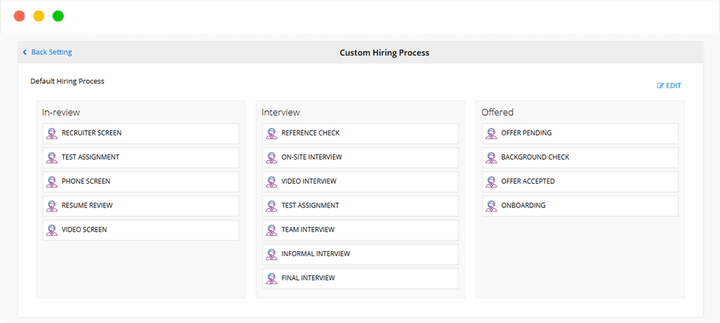 Back Setting
Custom Hiring Process
Default Hiring Process
EDIT
In-review
RECRUITER SCREEN
TEST ASSIGNMENT
PHONE SCREEN
RESUME REVIEW
VIDEO SCREEN
Interview
REFERENCE CHECK
ON-SITE INTERVIEW
VIDEO INTERVIEW
TEST ASSIGNMENT
TEAM INTERVIEW
INFORMAL INTERVIEW
FINAL INTERVIEW
Offered
OFFER PENDING
BACKGROUND CHECK
OFFER ACCEPTED
ONBOARDING